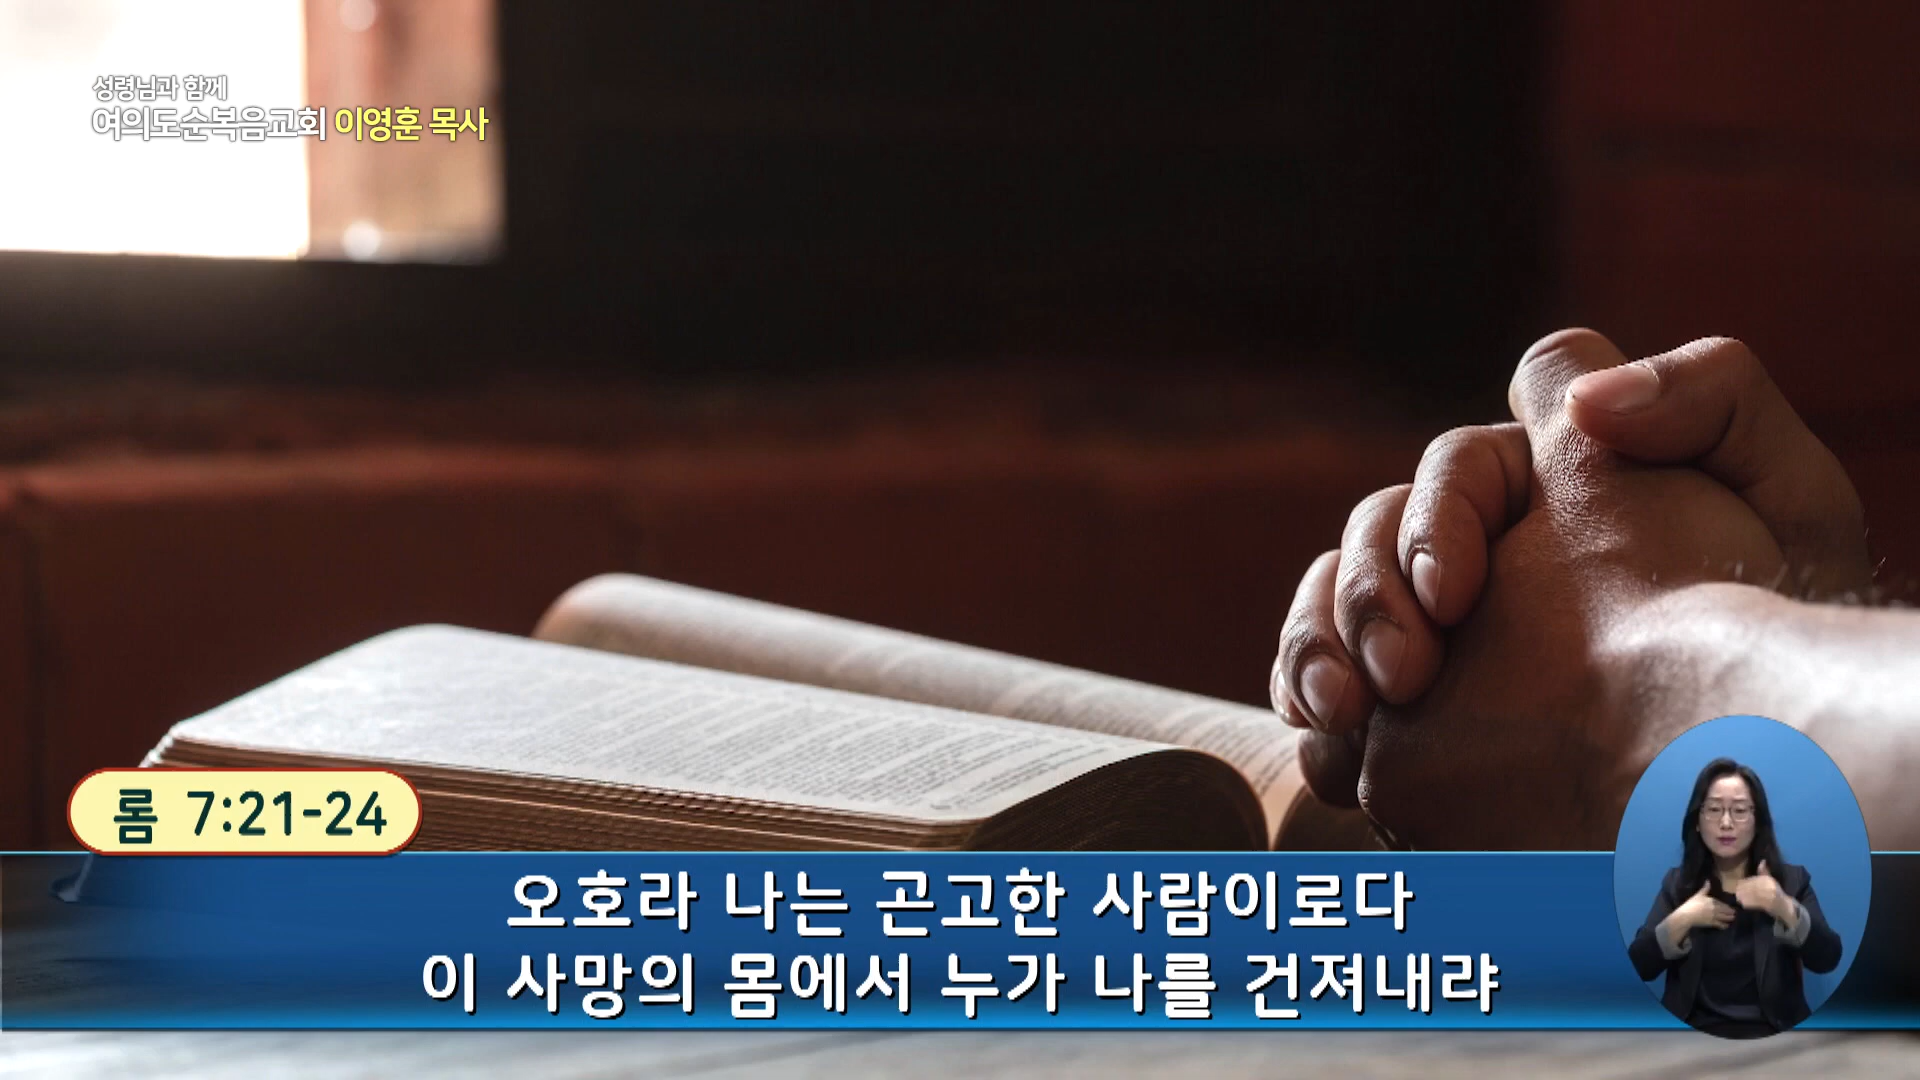 성령님과 함께
여의도순복음교회 이영훈 목사
롬 7:21-24
오호라 나는 곤고한 사람이로다
이 사망의 몸에서 누가 나를 건져내랴